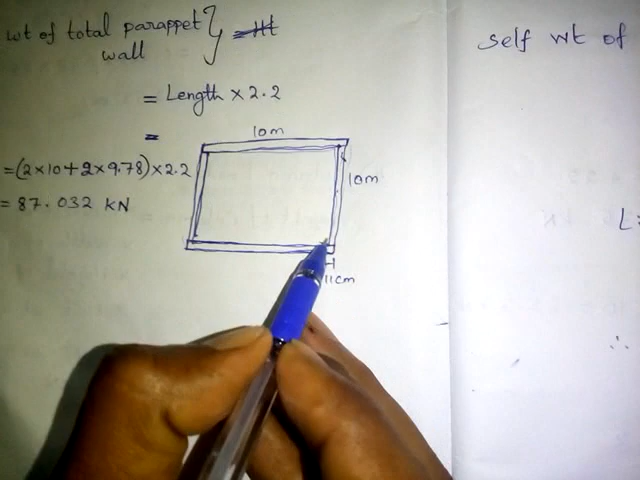 wt of total parappet } = Ht
wall
= Length × 2.2
=
10m
=(2×10+2×9.78)×2.2
10m
= 87.032 KN
11cm
self wt of
L=
∴